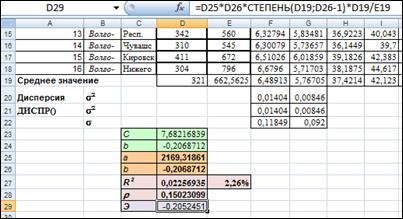 D29 fx =D25*D26*СТЕПЕНЬ(D19;D26-1)*D19/E19
A B C D E F G H I
15 13 Воло- Респ. 342 560 6,32794 5,83481 36,9223 40,043
16 14 Воло- Чуваше 310 545 6,30079 5,73657 36,1449 39,7
17 15 Воло- Кировск 411 672 6,51026 6,01859 39,1826 42,383
18 16 Воло- Нижего 304 796 6,6796 5,71703 38,1875 44,617
19 Среднее значение 321 662,5625 6,48913 5,76705 37,4214 42,123
20 Дисперсия σ² 0,01404 0,00846
21 ДИСПР() σ² 0,01404 0,00846
22 σ 0,11849 0,092
23 C 7,68216839
24 b -0,2068712
25 a 2169,31861
26 b -0,2068712
27 R² 0,02256935 2,26%
28 ρ 0,15023099
29 Э -0,2052451